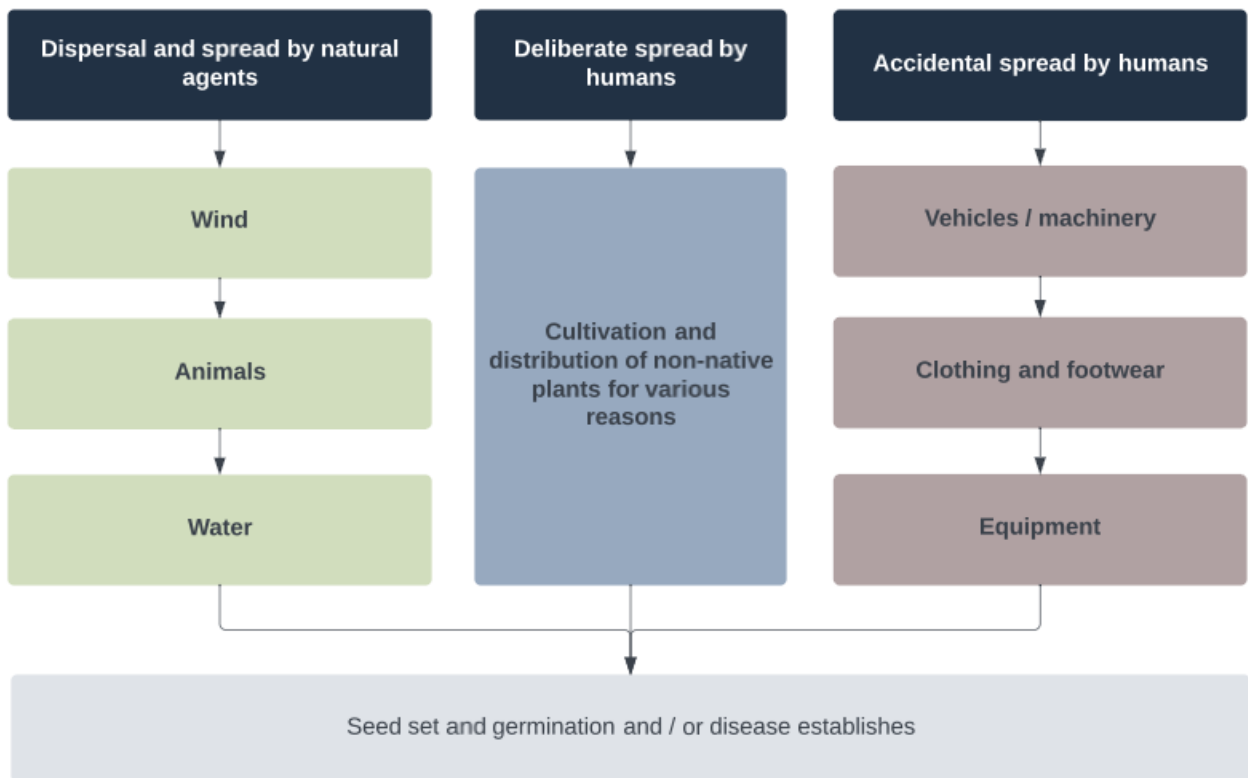 Dispersal and spread by natural
agents
Deliberate spread by
humans
Accidental spread by humans
Wind
Animals
Water
Cultivation and
distribution of non-native
plants for various
reasons
Vehicles / machinery
Clothing and footwear
Equipment
Seed set and germination and / or disease establishes